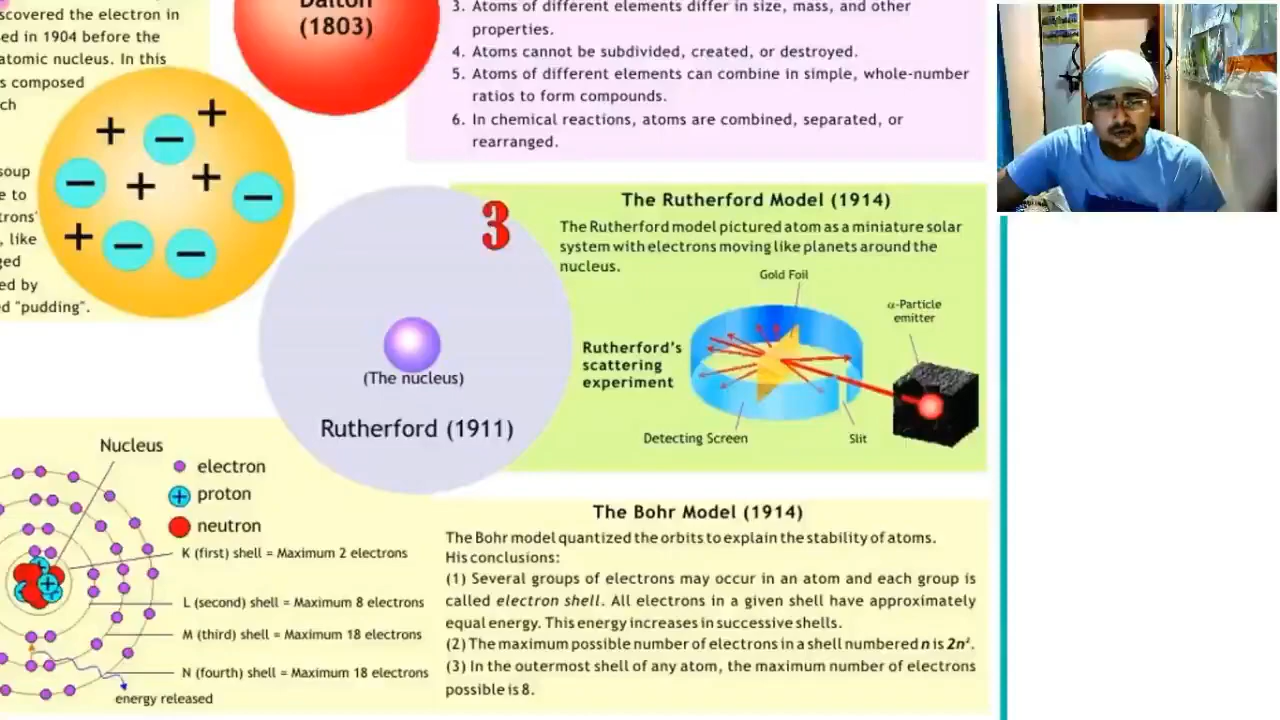 scovered the electron in
ed in 1904 before the
atomic nucleus. In this
s composed
ch
soup
e to
trons'
, like
ged
ed by
d "pudding".
+ − + − + + − + − −
Dalton
(1803)
3. Atoms of different elements differ in size, mass, and other
properties.
4. Atoms cannot be subdivided, created, or destroyed.
5. Atoms of different elements can combine in simple, whole-number
ratios to form compounds.
6. In chemical reactions, atoms are combined, separated, or
rearranged.
3
(The nucleus)
Rutherford (1911)
The Rutherford Model (1914)
The Rutherford model pictured atom as a miniature solar
system with electrons moving like planets around the
nucleus.
Gold Foil
α-Particle
emitter
Rutherford's
scattering
experiment
Detecting Screen
Slit
Nucleus
electron
+ proton
neutron
K (first) shell = Maximum 2 electrons
L (second) shell = Maximum 8 electrons
M (third) shell = Maximum 18 electrons
N (fourth) shell = Maximum 18 electrons
energy released
The Bohr Model (1914)
The Bohr model quantized the orbits to explain the stability of atoms.
His conclusions:
(1) Several groups of electrons may occur in an atom and each group is
called electron shell. All electrons in a given shell have approximately
equal energy. This energy increases in successive shells.
(2) The maximum possible number of electrons in a shell numbered n is 2n².
(3) In the outermost shell of any atom, the maximum number of electrons
possible is 8.